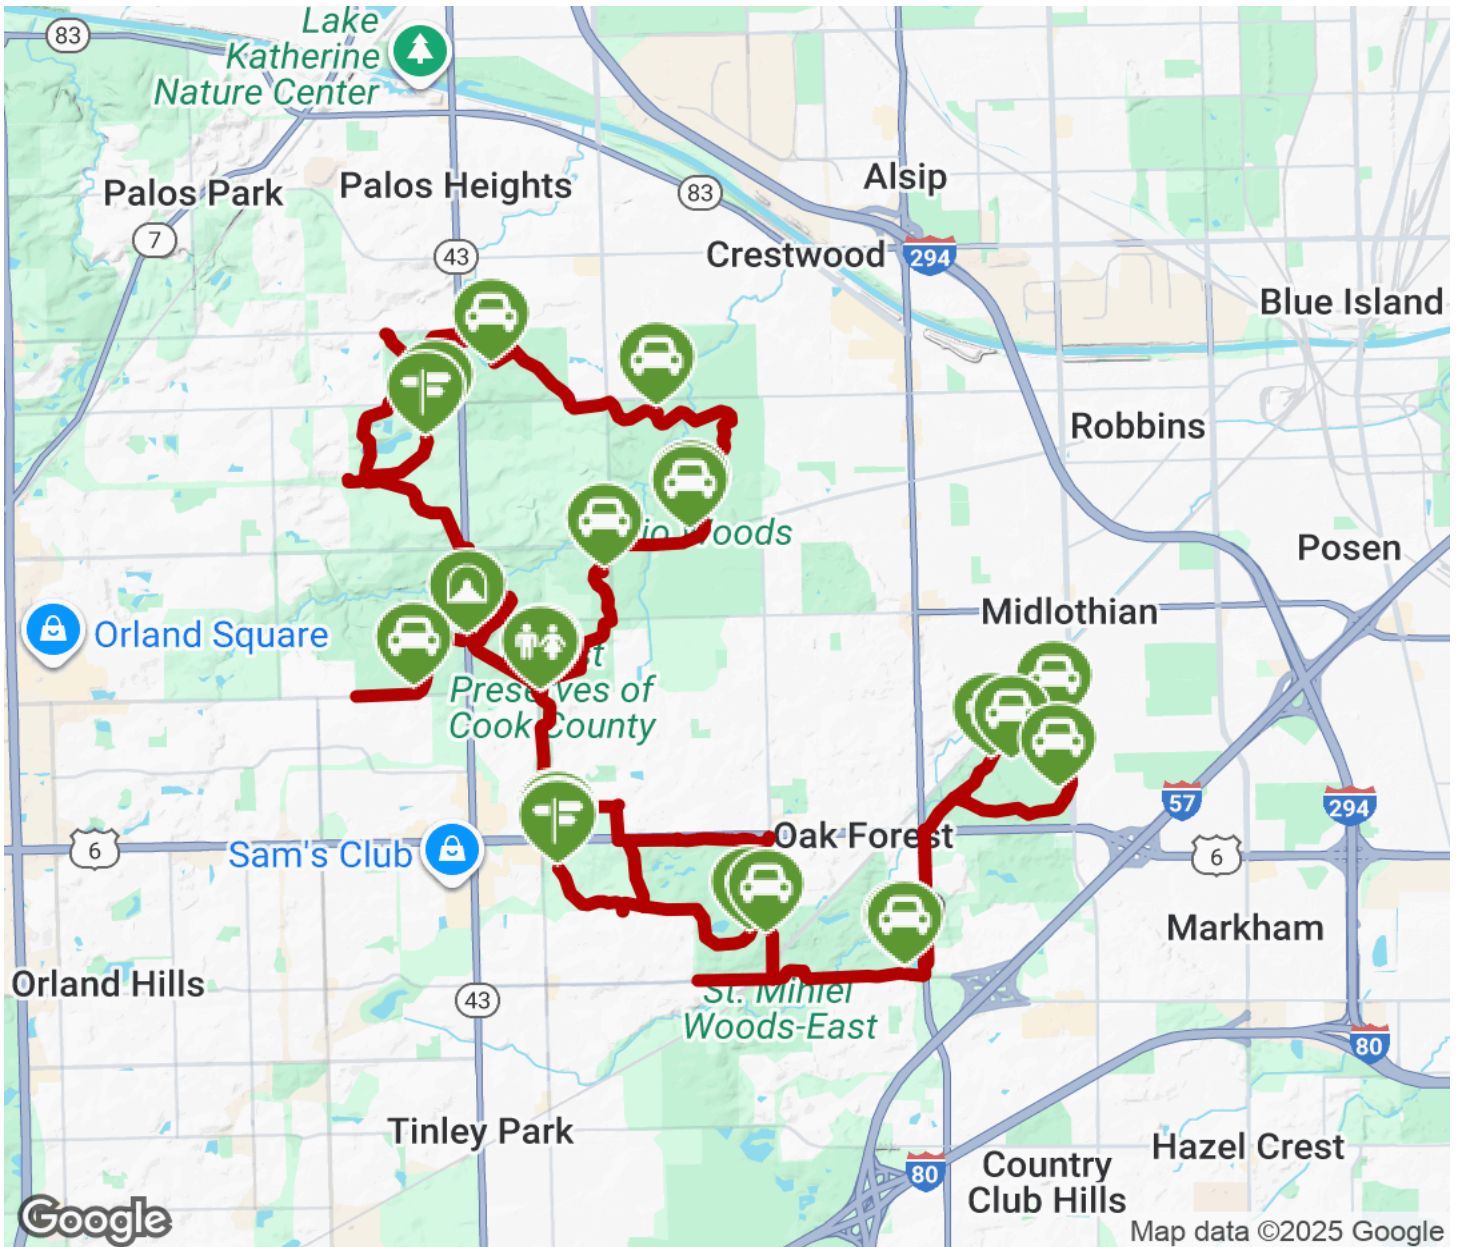 Lake
Katherine
Nature Center
83
Palos Park
Palos Heights
83
Alsip
7
43
Crestwood
294
Blue Island
Robbins
Woods
Posen
Midlothian
Orland Square
Preserves of
Cook County
57
294
Oak Forest
6
Sam's Club
6
Markham
Orland Hills
43
St. Mihiel
Woods-East
80
Tinley Park
Hazel Crest
80
Country
Club Hills
Google
Map data ©2025 Google